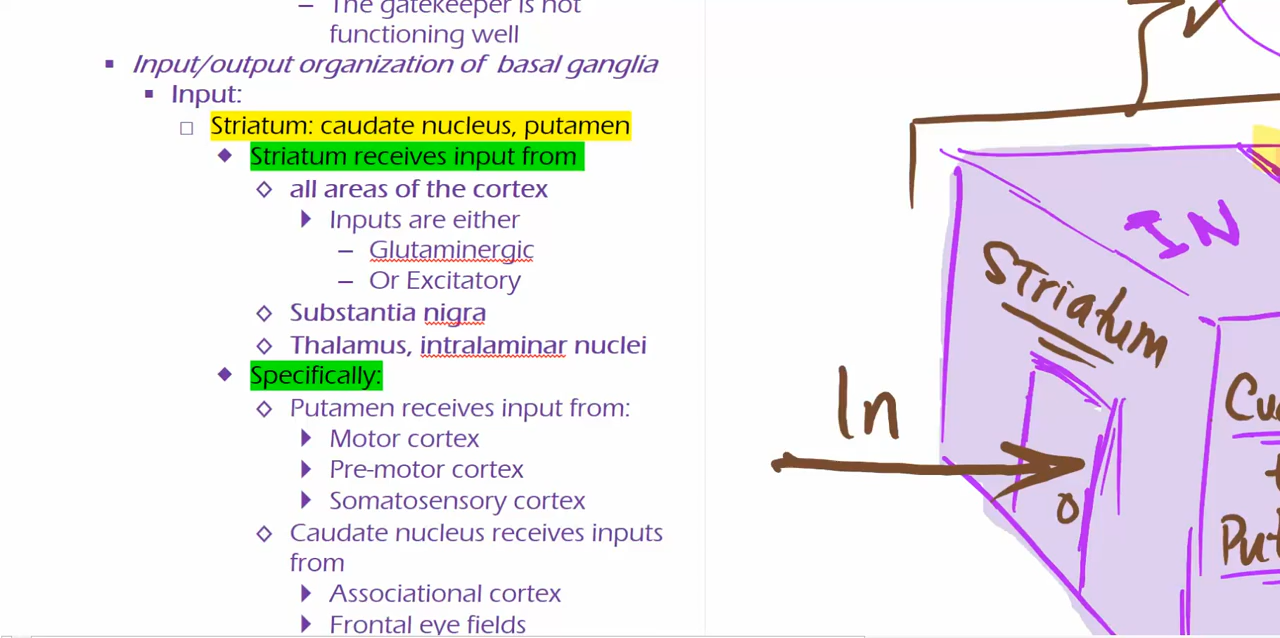 – The gatekeeper is not
functioning well
▪ Input/output organization of basal ganglia
▪ Input:
□ Striatum: caudate nucleus, putamen
◆ Striatum receives input from
◇ all areas of the cortex
▶ Inputs are either
– Glutaminergic
– Or Excitatory
◇ Substantia nigra
◇ Thalamus, intralaminar nuclei
◆ Specifically:
◇ Putamen receives input from:
▶ Motor cortex
▶ Pre-motor cortex
▶ Somatosensory cortex
◇ Caudate nucleus receives inputs
from
▶ Associational cortex
▶ Frontal eye fields
IN
Striatum
In